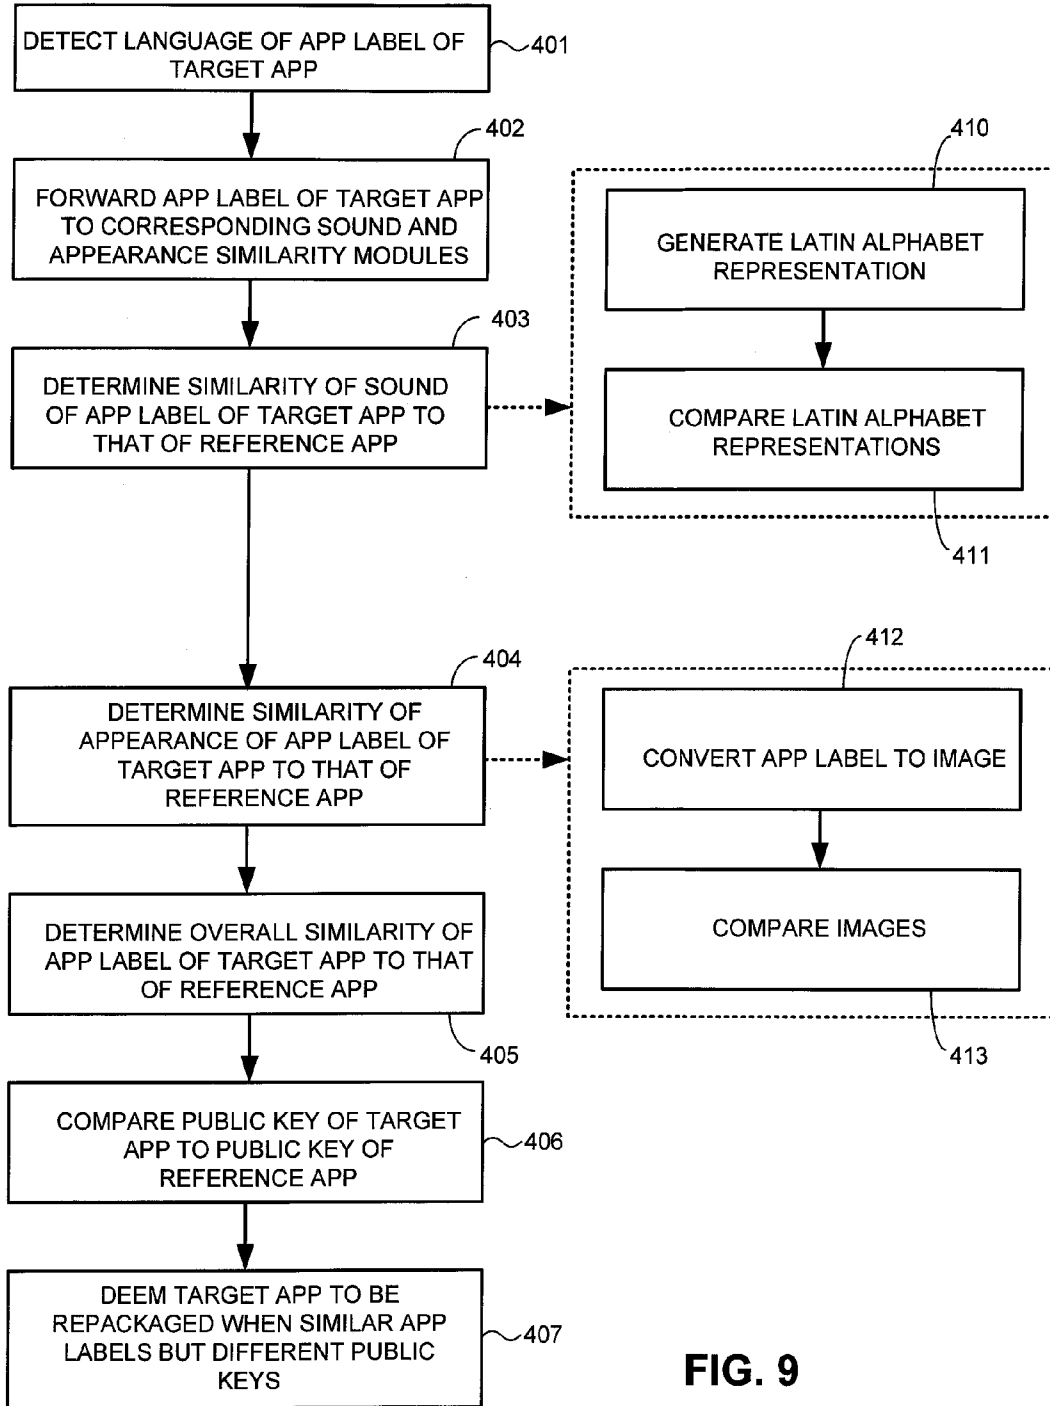 DETECT LANGUAGE OF APP LABEL OF
TARGET APP
401
402
FORWARD APP LABEL OF TARGET APP
TO CORRESPONDING SOUND AND
APPEARANCE SIMILARITY MODULES
403
DETERMINE SIMILARITY OF SOUND
OF APP LABEL OF TARGET APP TO
THAT OF REFERENCE APP
410
GENERATE LATIN ALPHABET
REPRESENTATION
COMPARE LATIN ALPHABET
REPRESENTATIONS
411
404
DETERMINE SIMILARITY OF
APPEARANCE OF APP LABEL OF
TARGET APP TO THAT OF
REFERENCE APP
412
CONVERT APP LABEL TO IMAGE
COMPARE IMAGES
413
DETERMINE OVERALL SIMILARITY OF
APP LABEL OF TARGET APP TO THAT
OF REFERENCE APP
405
COMPARE PUBLIC KEY OF TARGET
APP TO PUBLIC KEY OF
REFERENCE APP
406
DEEM TARGET APP TO BE
REPACKAGED WHEN SIMILAR APP
LABELS BUT DIFFERENT PUBLIC
KEYS
407
FIG. 9